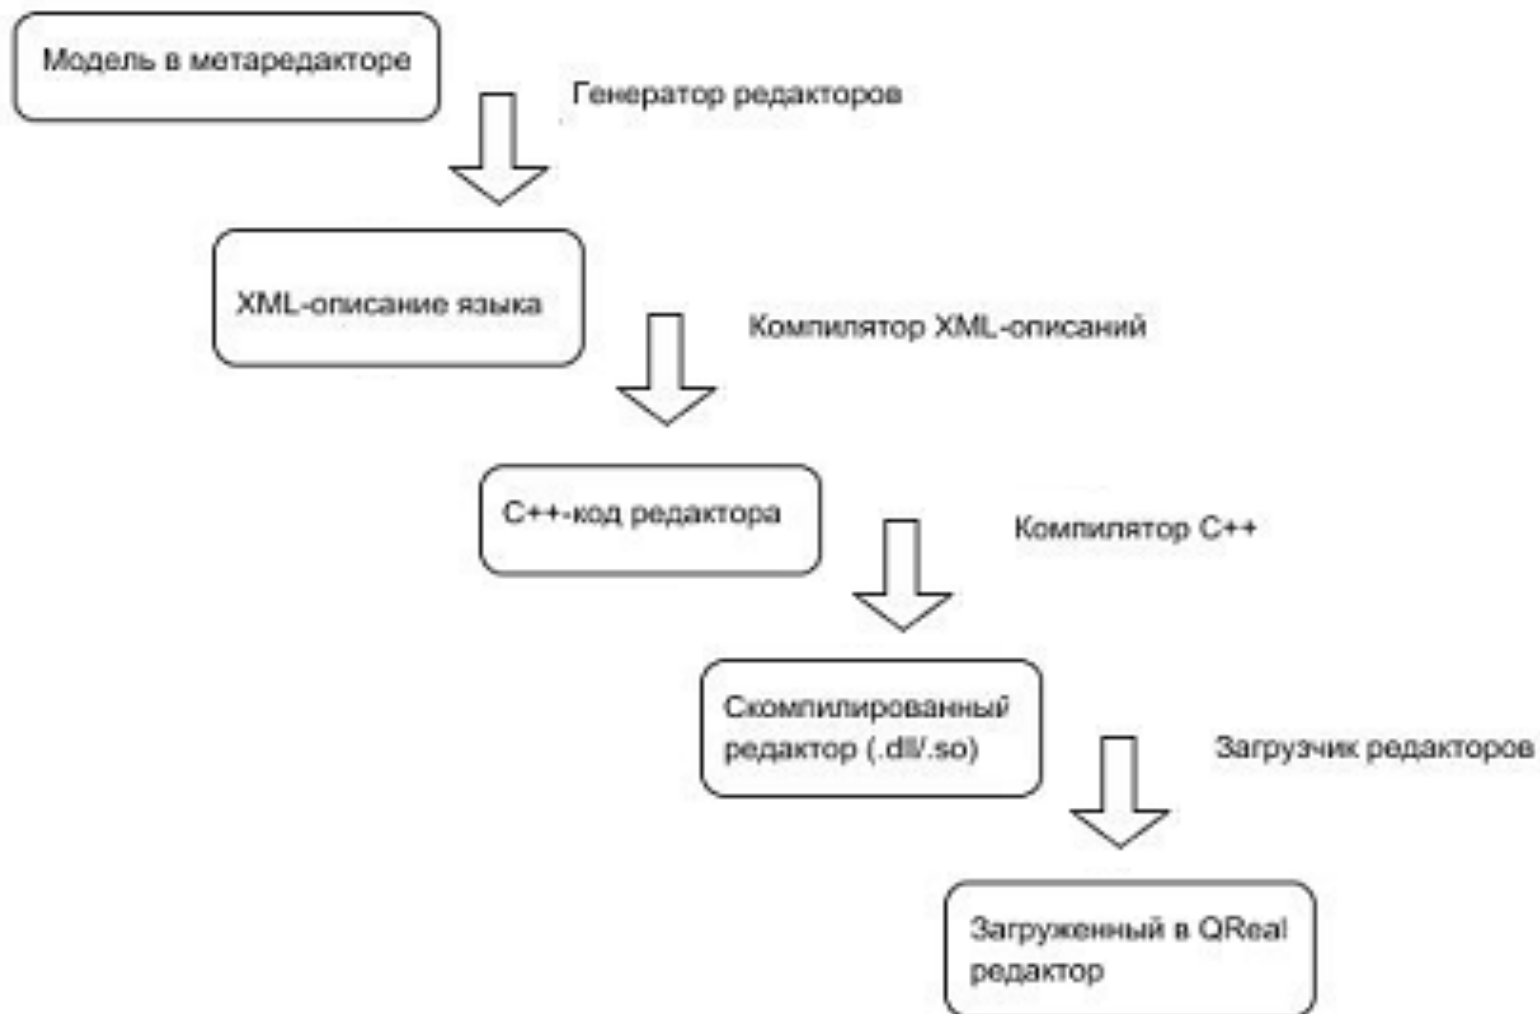 Модель в метаредакторе
Генератор редакторов
XML-описание языка
Компилятор XML-описаний
C++-код редактора
Компилятор C++
Скомпилированный
редактор (.dll/.so)
Загрузчик редакторов
Загруженный в QReal
редактор